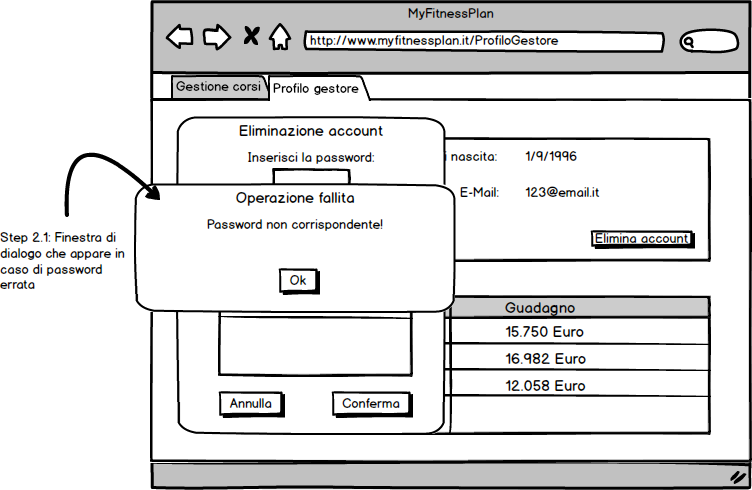 MyFitnessPlan
http://www.myfitnessplan.it/ProfiloGestore
Gestione corsi
Profilo gestore
Eliminazione account
Inserisci la password:
nascita:
1/9/1996
E-Mail:
123@email.it
Elimina account
Operazione fallita
Password non corrispondente!
Ok
Step 2.1: Finestra di
dialogo che appare in
caso di password
errata
Guadagno
15.750 Euro
16.982 Euro
12.058 Euro
Annulla
Conferma